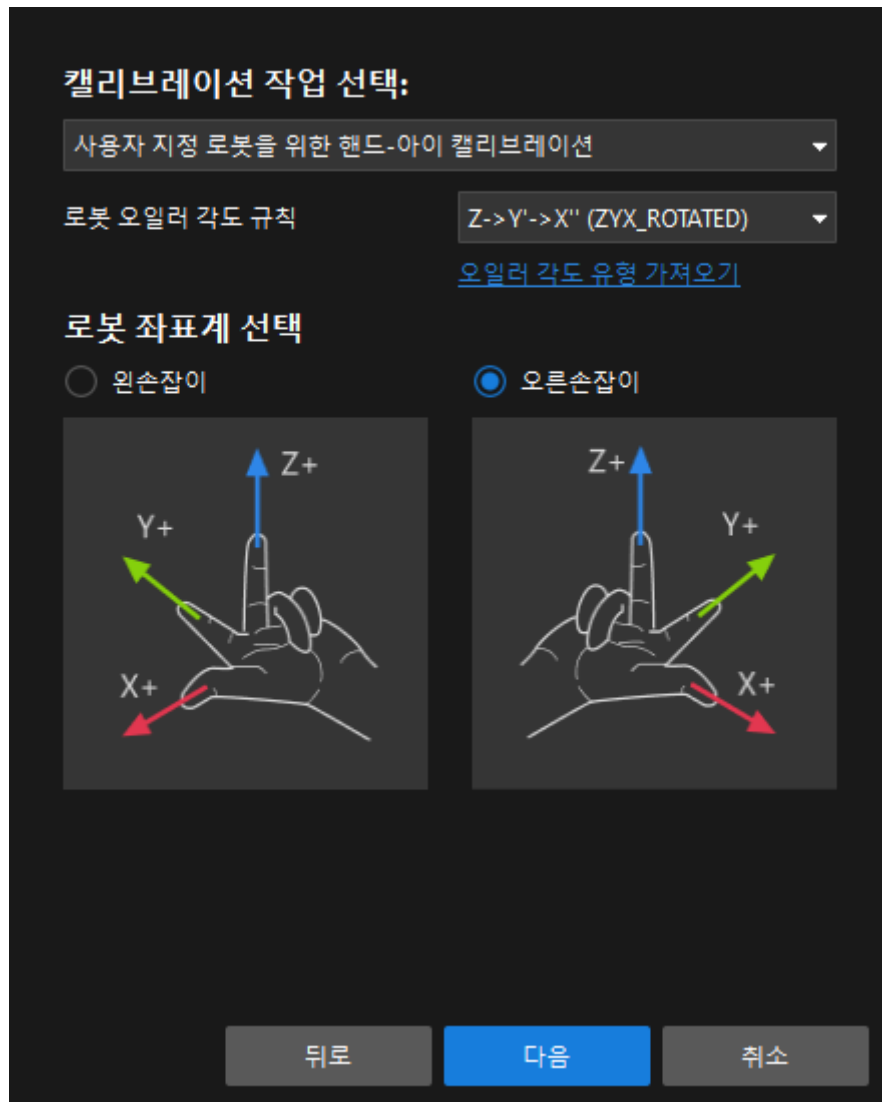 캘리브레이션 작업 선택:
사용자 지정 로봇을 위한 핸드-아이 캘리브레이션
로봇 오일러 각도 규칙
Z->Y'->X'' (ZYX_ROTATED)
오일러 각도 유형 가져오기
로봇 좌표계 선택
왼손잡이
오른손잡이
Z+
Y+
X+
Z+
Y+
X+
뒤로
다음
취소